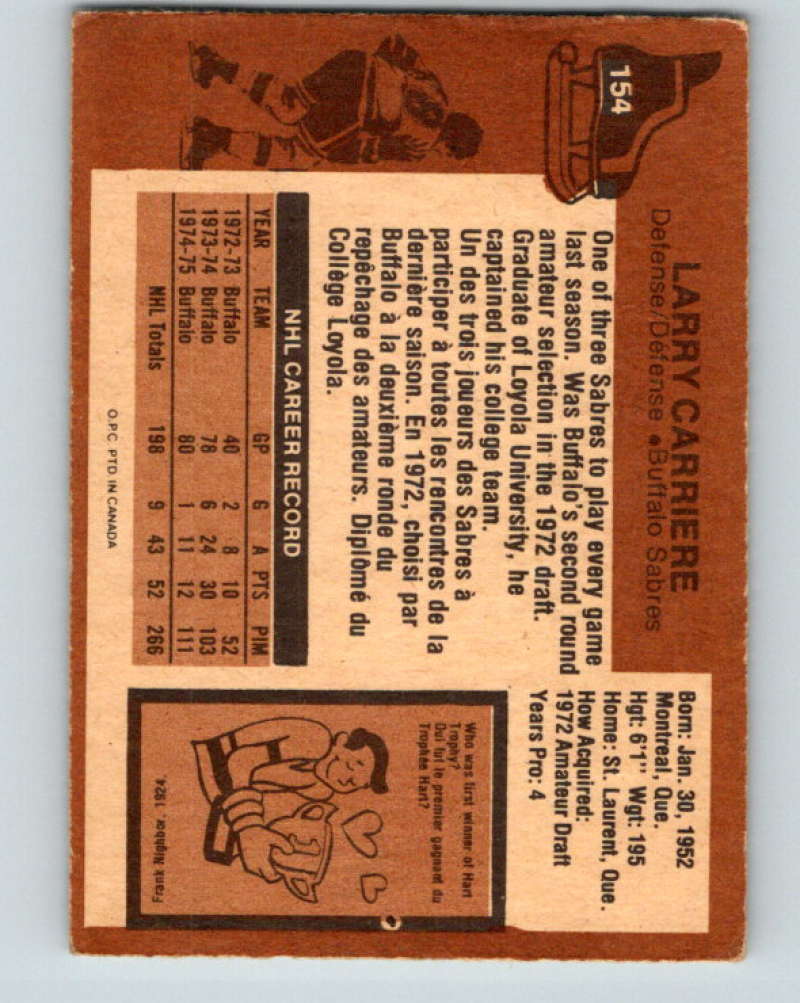 154
LARRY CARRIERE
Defense/Défense ● Buffalo Sabres
One of three Sabres to play every game
last season. Was Buffalo's second round
amateur selection in the 1972 draft.
Graduate of Loyola University, he
captained his college team.
Un des trois joueurs des Sabres à
participer à toutes les rencontres de la
dernière saison. En 1972, choisi par
Buffalo à la deuxième ronde du
repêchage des amateurs. Diplômé du
Collège Loyola.
Born: Jan. 30, 1952
Montreal, Que.
Hgt: 6'1" Wgt: 195
Home: St. Laurent, Que.
How Acquired:
1972 Amateur Draft
Years Pro: 4
NHL CAREER RECORD
YEAR TEAM GP G A PTS PIM
1972-73 Buffalo 40 2 8 10 52
1973-74 Buffalo 78 6 24 30 103
1974-75 Buffalo 80 1 11 12 111
NHL Totals 198 9 43 52 266
Who was first winner of Hart
Trophy?
Qui fut le premier gagnant du
Trophée Hart?
Frank Nighbor
1924
O.P.C. PTD IN CANADA